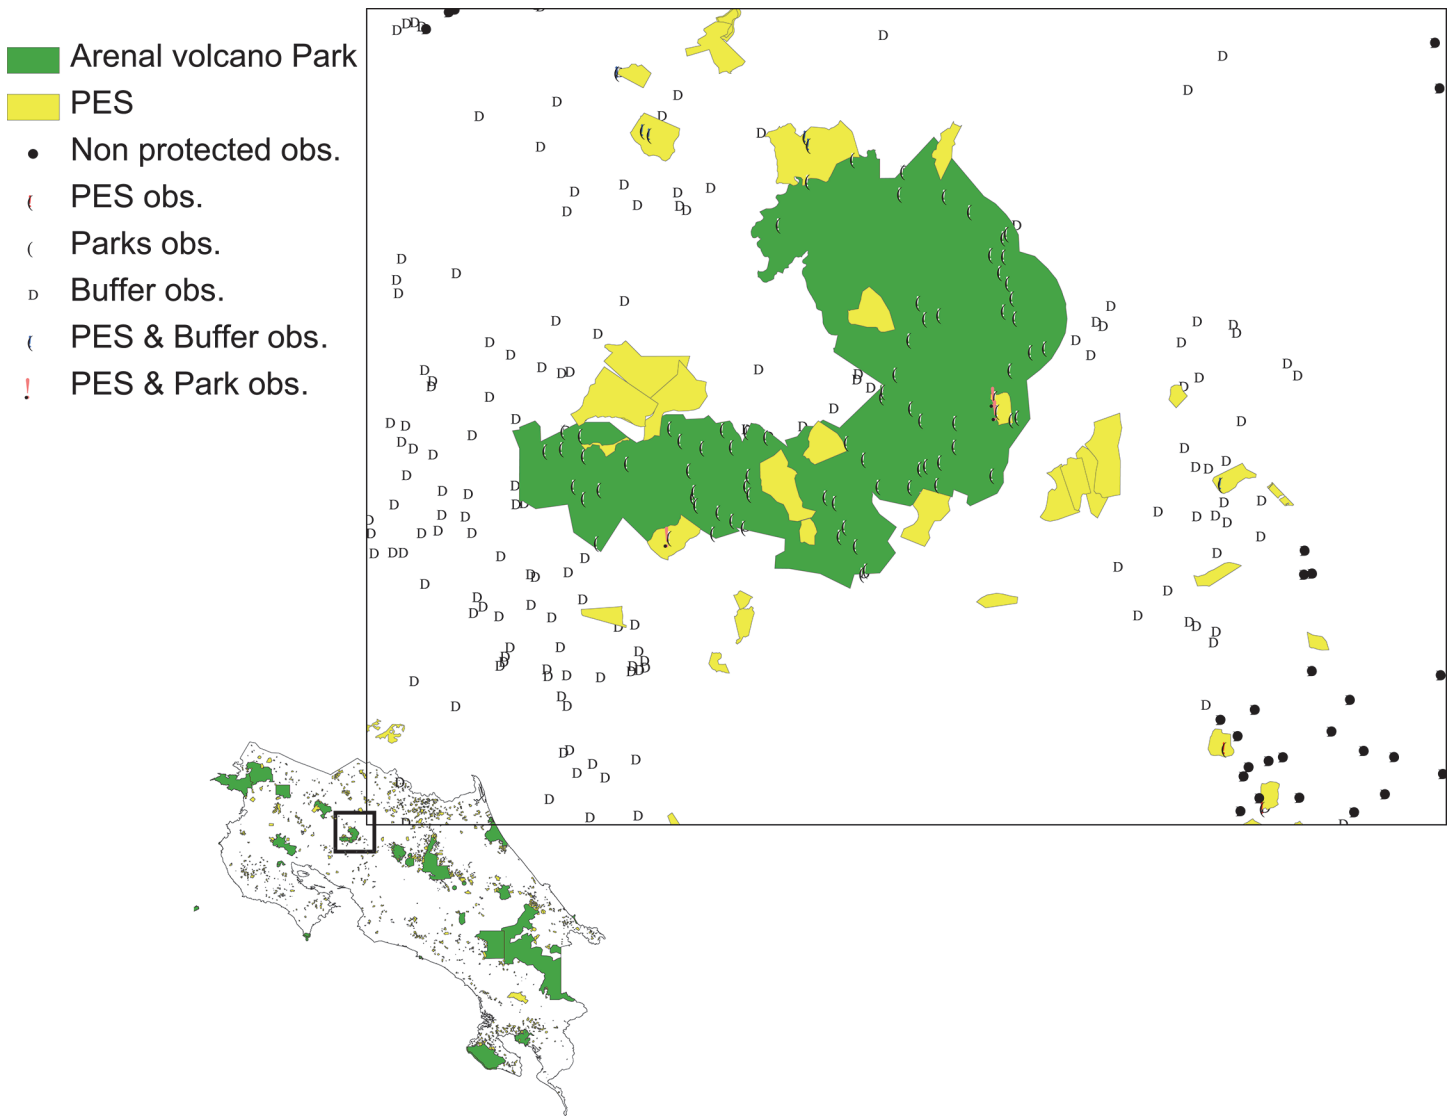 Arenal volcano Park
PES
Non protected obs.
PES obs.
Parks obs.
Buffer obs.
PES & Buffer obs.
PES & Park obs.